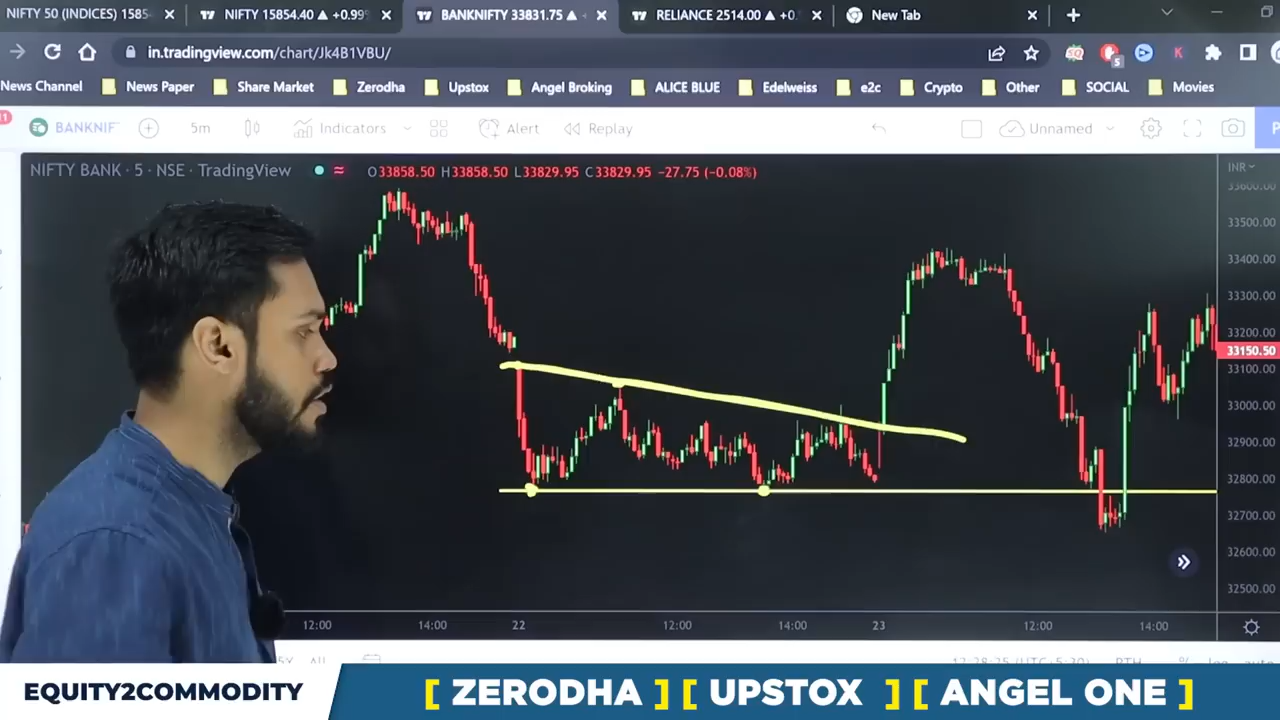 NIFTY 50 (INDICES) 1585
NIFTY 15854.40 ▲ +0.99
BANKNIFTY 33831.75 ▲
RELIANCE 2514.00 ▲ +0.
New Tab
in.tradingview.com/chart/Jk4B1VBU/
5
K
News Channel
News Paper
Share Market
Zerodha
Upstox
Angel Broking
ALICE BLUE
Edelweiss
e2c
Crypto
Other
SOCIAL
Movies
11
BANKNIF
5m
Indicators
Alert
Replay
Unnamed
P
NIFTY BANK · 5 · NSE · TradingView
O33858.50 H33858.50 L33829.95 C33829.95 -27.75 (-0.08%)
INR
33600.00
33500.00
33400.00
33300.00
33200.00
33150.50
33100.00
33000.00
32900.00
32800.00
32700.00
32600.00
32500.00
12:00 14:00 22 12:00 14:00 23 12:00 14:00
EQUITY2COMMODITY
[ ZERODHA ] [ UPSTOX ] [ ANGEL ONE ]